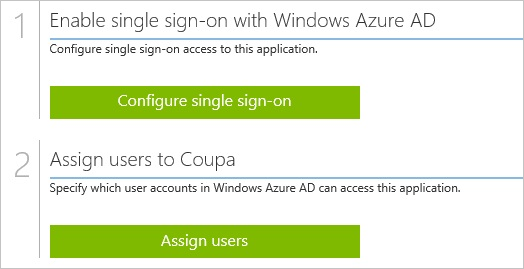 1
Enable single sign-on with Windows Azure AD
Configure single sign-on access to this application.
Configure single sign-on
2
Assign users to Coupa
Specify which user accounts in Windows Azure AD can access this application.
Assign users